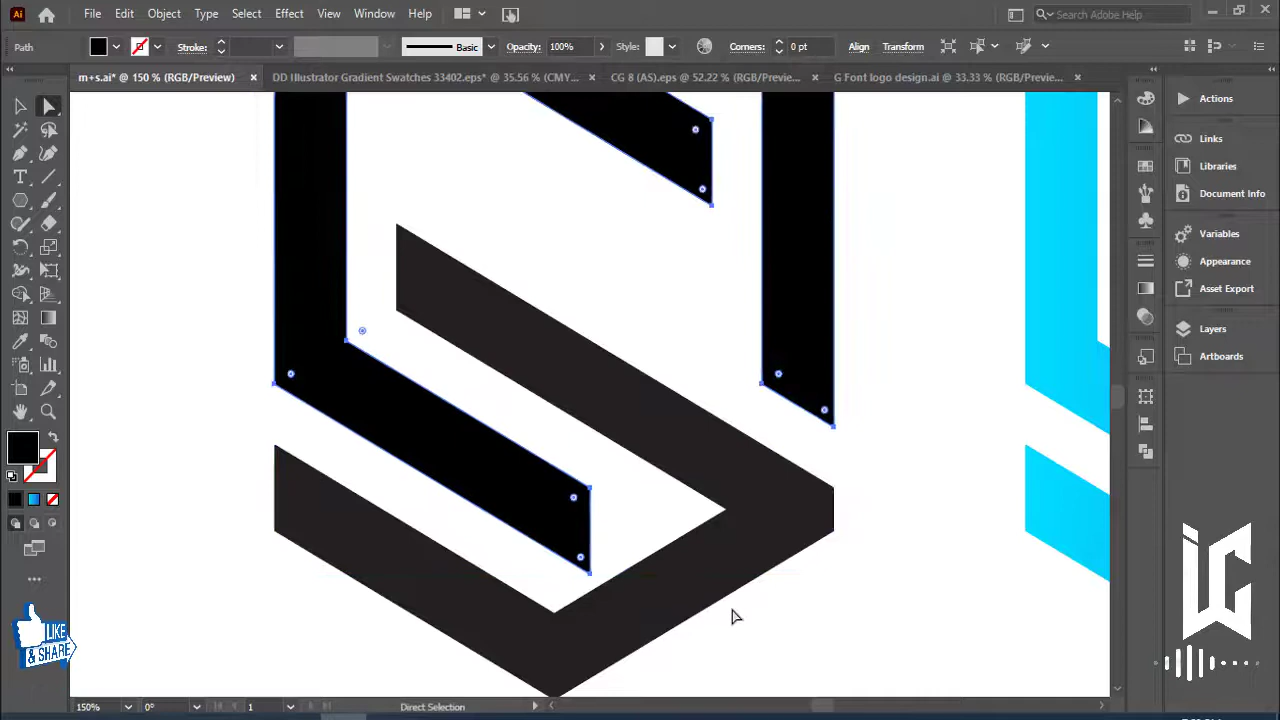 Ai File Edit Object Type Select Effect View Window Help Search Adobe Help
Path Stroke: Basic Opacity: 100% Style: Corners: 0 pt Align Transform
m+s.ai* @ 150 % (RGB/Preview) DD Illustrator Gradient Swatches 33402.eps* @ 35.56 % (CMY... CG 8 (AS).eps @ 52.22 % (RGB/Previe... G Font logo design.ai @ 33.33 % (RGB/Previe...
Actions
Links
Libraries
Document Info
Variables
Appearance
Asset Export
Layers
Artboards
LIKE
& SHARE
150% 0° 1 Direct Selection